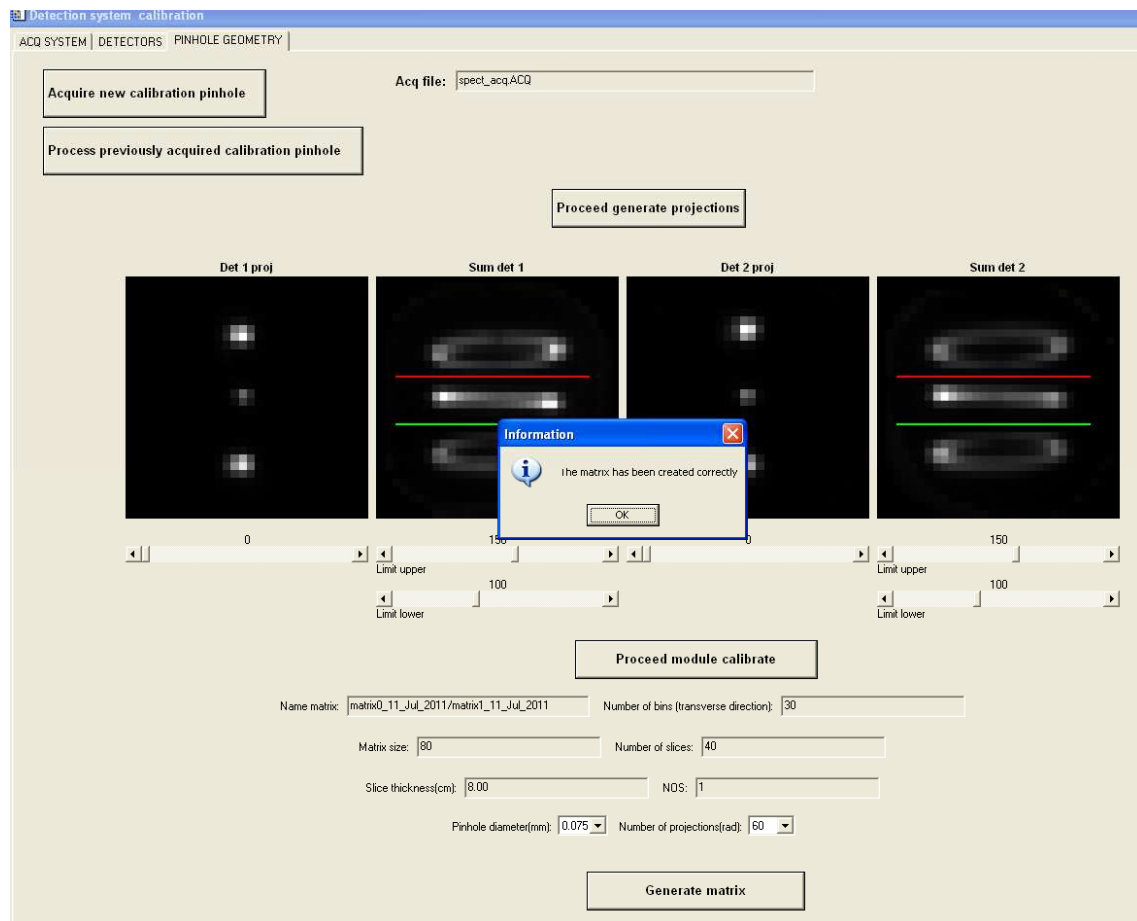 Detection system calibration
ACQ SYSTEM DETECTORS PINHOLE GEOMETRY
Acquire new calibration pinhole
Acq file: spect_acq.ACQ
Process previously acquired calibration pinhole
Proceed generate projections
Det 1 proj Sum det 1 Det 2 proj Sum det 2
Information
The matrix has been created correctly
OK
0 150 0 150
Limit upper Limit upper
100 100
Limit lower Limit lower
Proceed module calibrate
Name matrix: matrix0_11_Jul_2011/matrix1_11_Jul_2011 Number of bins (transverse direction): 30
Matrix size: 80 Number of slices: 40
Slice thickness(cm): 8.00 NOS: 1
Pinhole diameter(mm): 0.075 Number of projections(rad): 60
Generate matrix